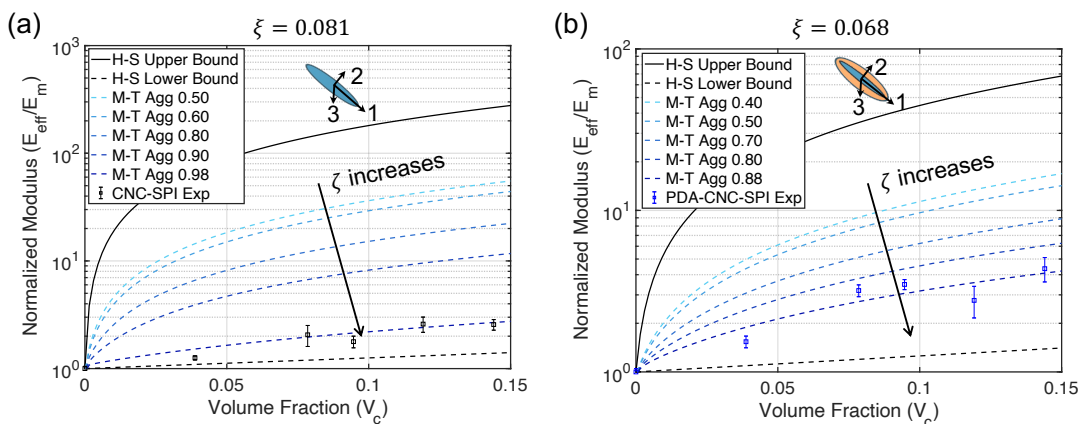 (a)
ξ = 0.081
Normalized Modulus (E_eff/E_m)
10^3
10^2
10^1
10^0
H-S Upper Bound
H-S Lower Bound
M-T Agg 0.50
M-T Agg 0.60
M-T Agg 0.80
M-T Agg 0.90
M-T Agg 0.98
CNC-SPI Exp
2
3
1
ζ increases
0
0.05
0.1
0.15
Volume Fraction (V_c)
(b)
ξ = 0.068
Normalized Modulus (E_eff/E_m)
10^2
10^1
10^0
H-S Upper Bound
H-S Lower Bound
M-T Agg 0.40
M-T Agg 0.50
M-T Agg 0.70
M-T Agg 0.80
M-T Agg 0.88
PDA-CNC-SPI Exp
2
3
1
ζ increases
0
0.05
0.1
0.15
Volume Fraction (V_c)